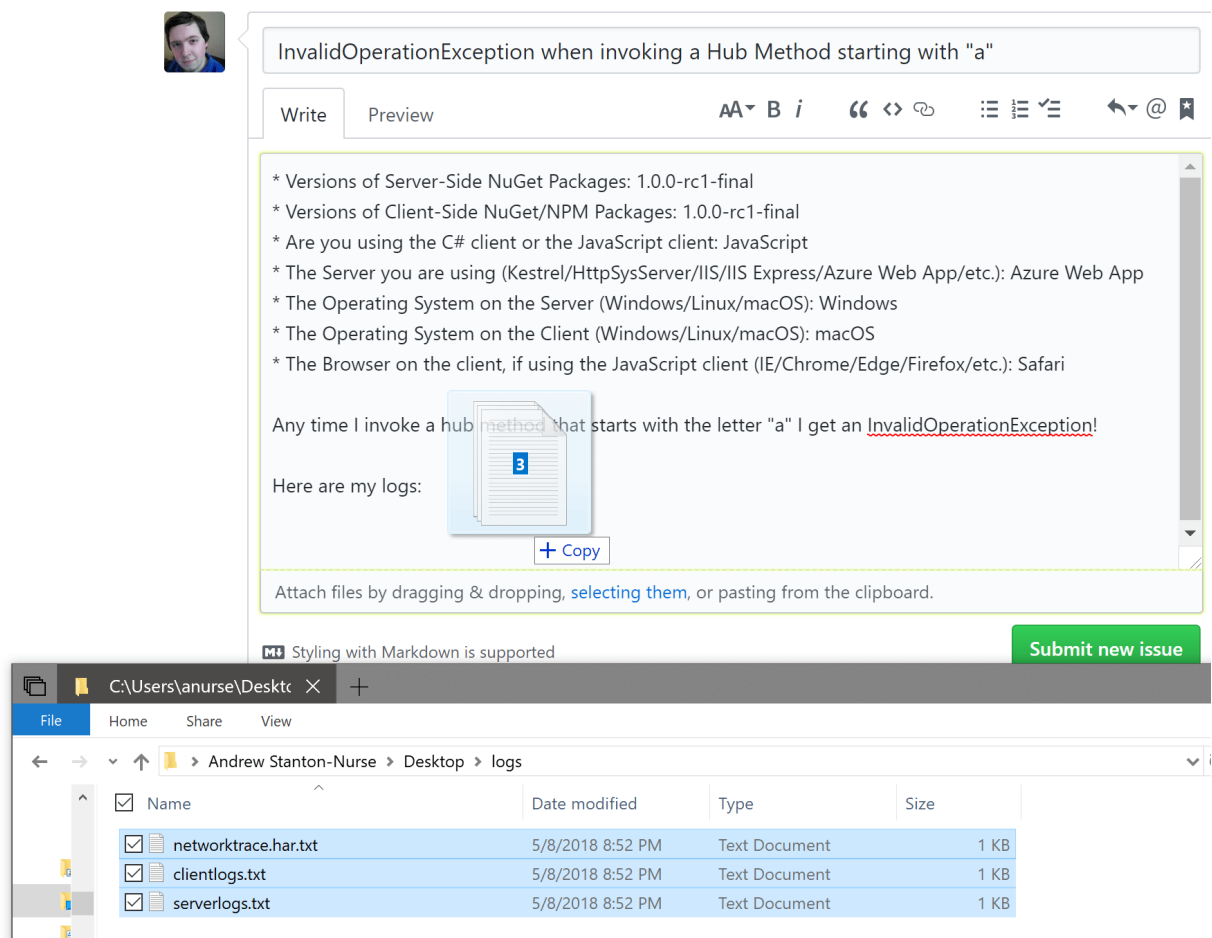 InvalidOperationException when invoking a Hub Method starting with "a"
Write Preview AA B i @
* Versions of Server-Side NuGet Packages: 1.0.0-rc1-final
* Versions of Client-Side NuGet/NPM Packages: 1.0.0-rc1-final
* Are you using the C# client or the JavaScript client: JavaScript
* The Server you are using (Kestrel/HttpSysServer/IIS/IIS Express/Azure Web App/etc.): Azure Web App
* The Operating System on the Server (Windows/Linux/macOS): Windows
* The Operating System on the Client (Windows/Linux/macOS): macOS
* The Browser on the client, if using the JavaScript client (IE/Chrome/Edge/Firefox/etc.): Safari
Any time I invoke a hub method that starts with the letter "a" I get an InvalidOperationException!
3
Here are my logs:
+ Copy
Attach files by dragging & dropping, selecting them, or pasting from the clipboard.
Styling with Markdown is supported
Submit new issue
C:\Users\anurse\Deskto
File Home Share View
Andrew Stanton-Nurse > Desktop > logs
Name Date modified Type Size
networktrace.har.txt 5/8/2018 8:52 PM Text Document 1 KB
clientlogs.txt 5/8/2018 8:52 PM Text Document 1 KB
serverlogs.txt 5/8/2018 8:52 PM Text Document 1 KB